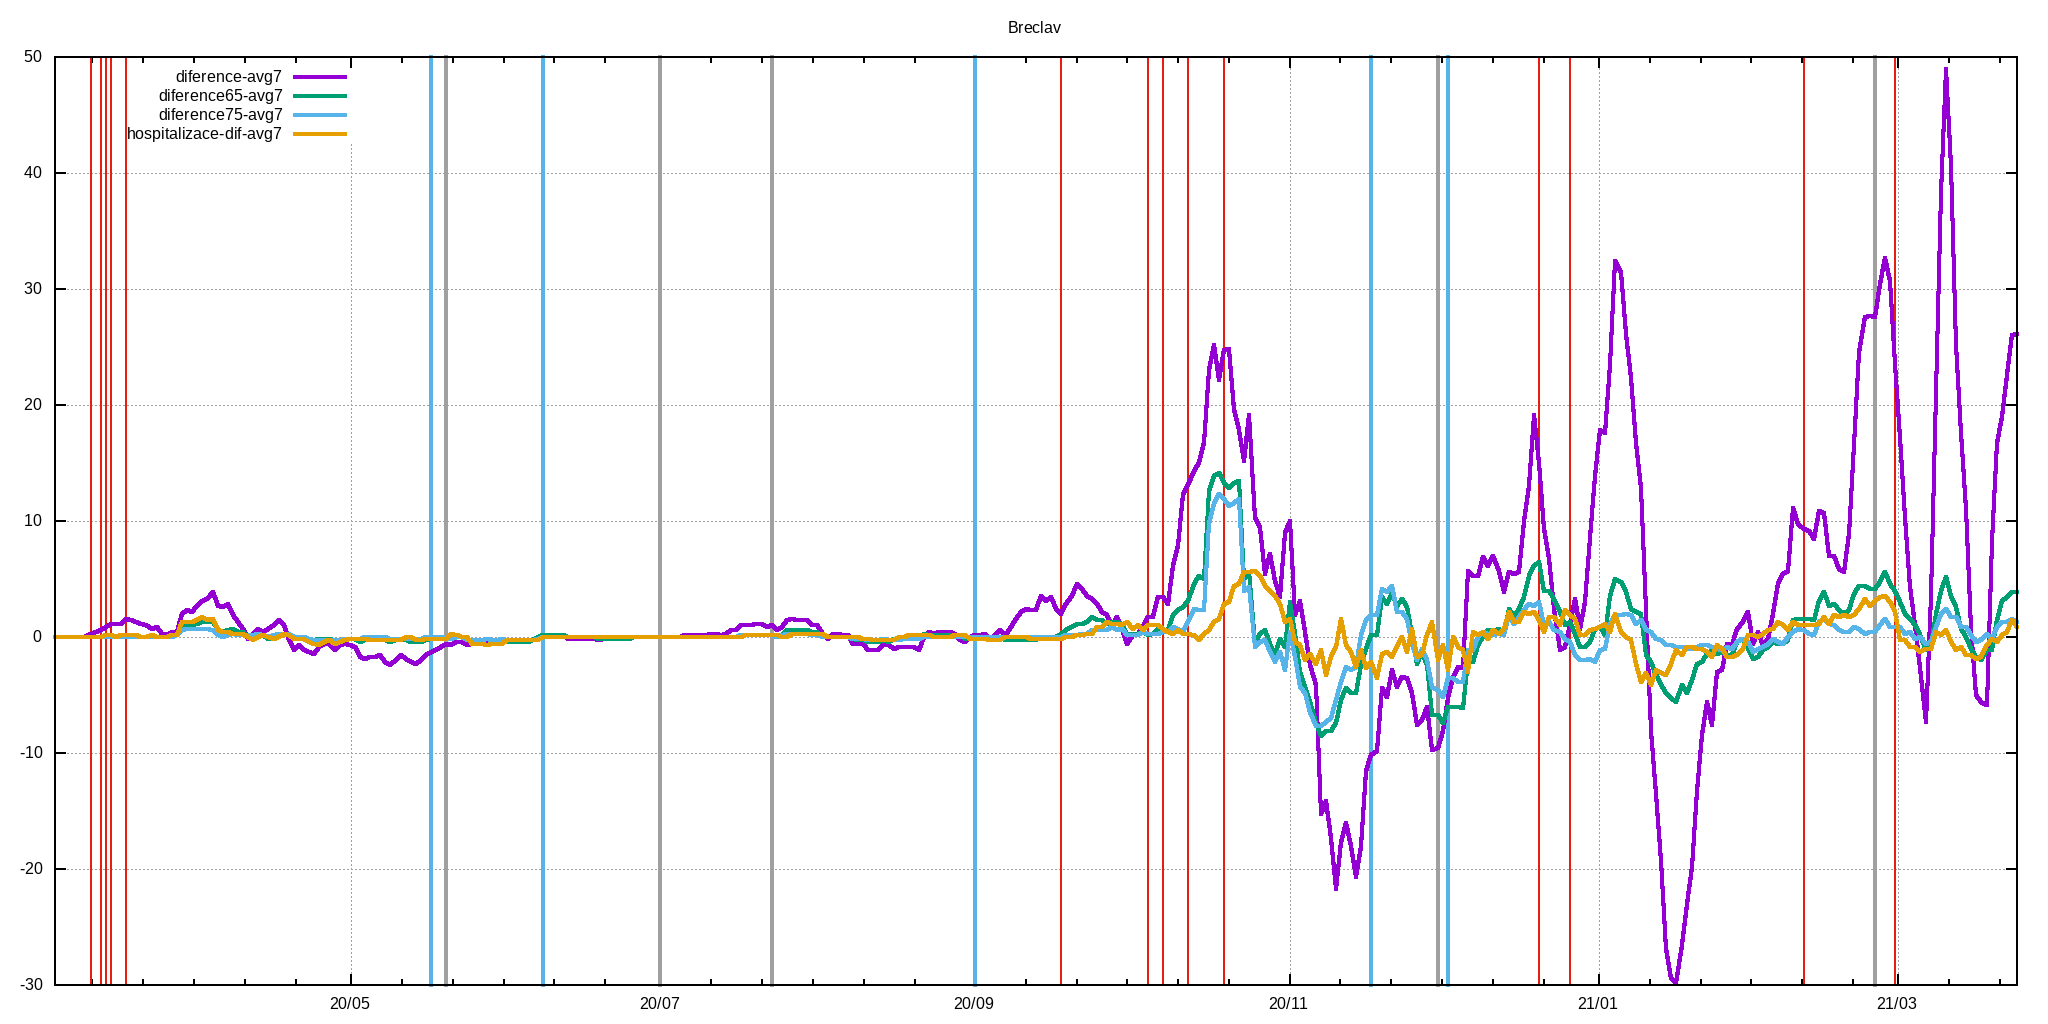 Breclav
50
40
30
20
10
0
-10
-20
-30
diference-avg7
diference65-avg7
diference75-avg7
hospitalizace-dif-avg7
20/05 20/07 20/09 20/11 21/01 21/03